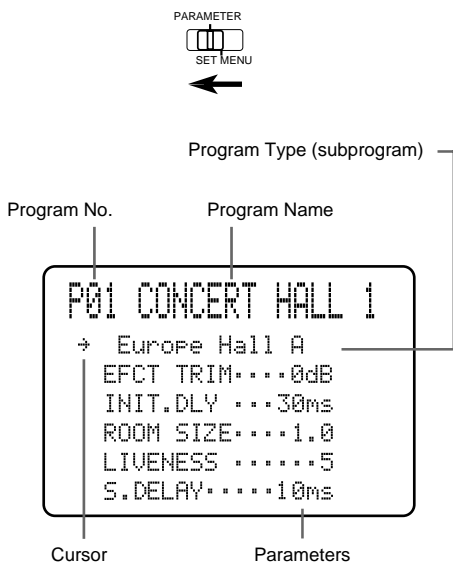 PARAMETER
SET MENU
Program Type (subprogram)
Program No.
Program Name
P01 CONCERT HALL 1
→ Europe Hall A
EFCT TRIM····0dB
INIT.DLY ···30ms
ROOM SIZE····1.0
LIVENESS ······5
S.DELAY·····10ms
Cursor
Parameters